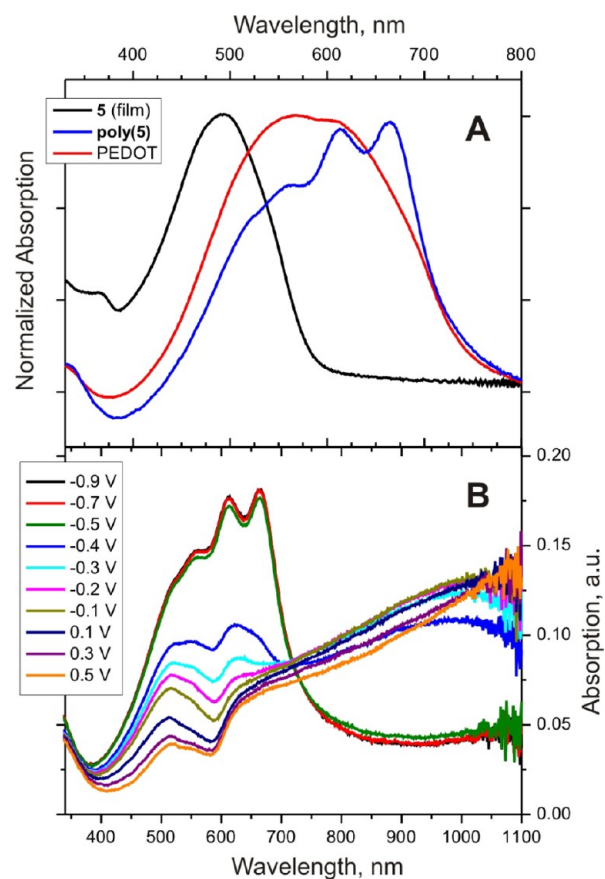 Wavelength, nm
400 500 600 700 800
5 (film)
poly(5)
PEDOT
A
Normalized Absorption
B
-0.9 V
-0.7 V
-0.5 V
-0.4 V
-0.3 V
-0.2 V
-0.1 V
0.1 V
0.3 V
0.5 V
0.20
0.15
0.10
0.05
0.00
Absorption, a.u.
400 500 600 700 800 900 1000 1100
Wavelength, nm